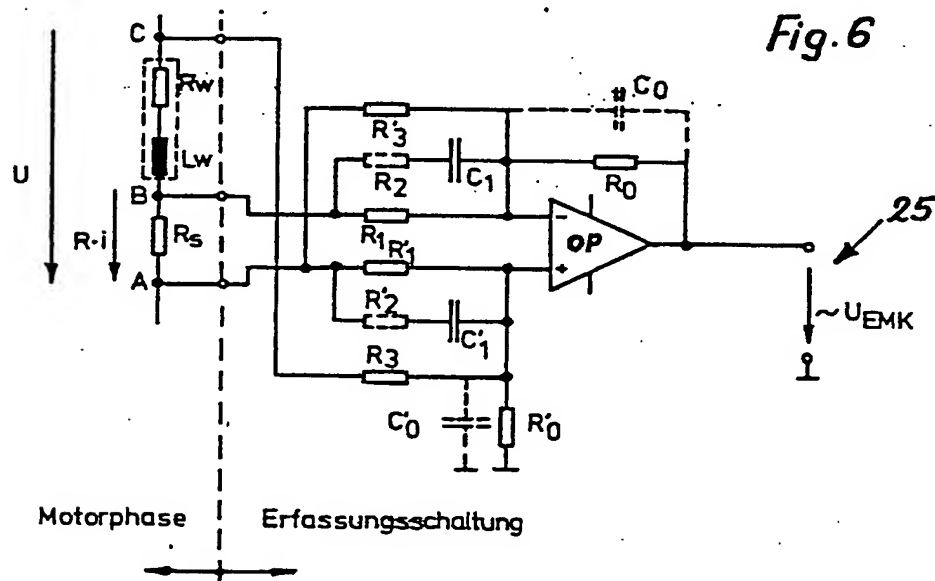 Fig. 6
C
Rw
Lw
U
B
R·i
Rs
A
R'3
C0
R2
C1
R0
R1
R'1
- OP +
25
R'2
C'1
~UEMK
R3
C'0
R'0
Motorphase
Erfassungsschaltung